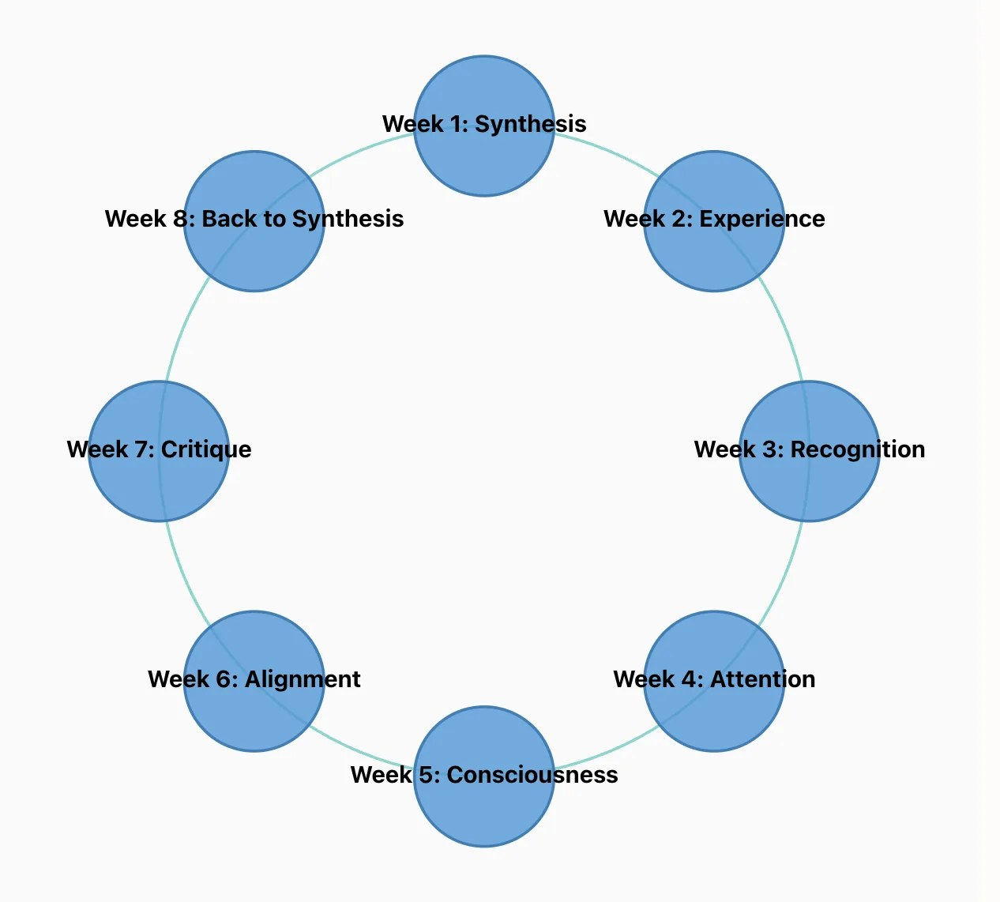 Week 1: Synthesis
Week 2: Experience
Week 3: Recognition
Week 4: Attention
Week 5: Consciousness
Week 6: Alignment
Week 7: Critique
Week 8: Back to Synthesis